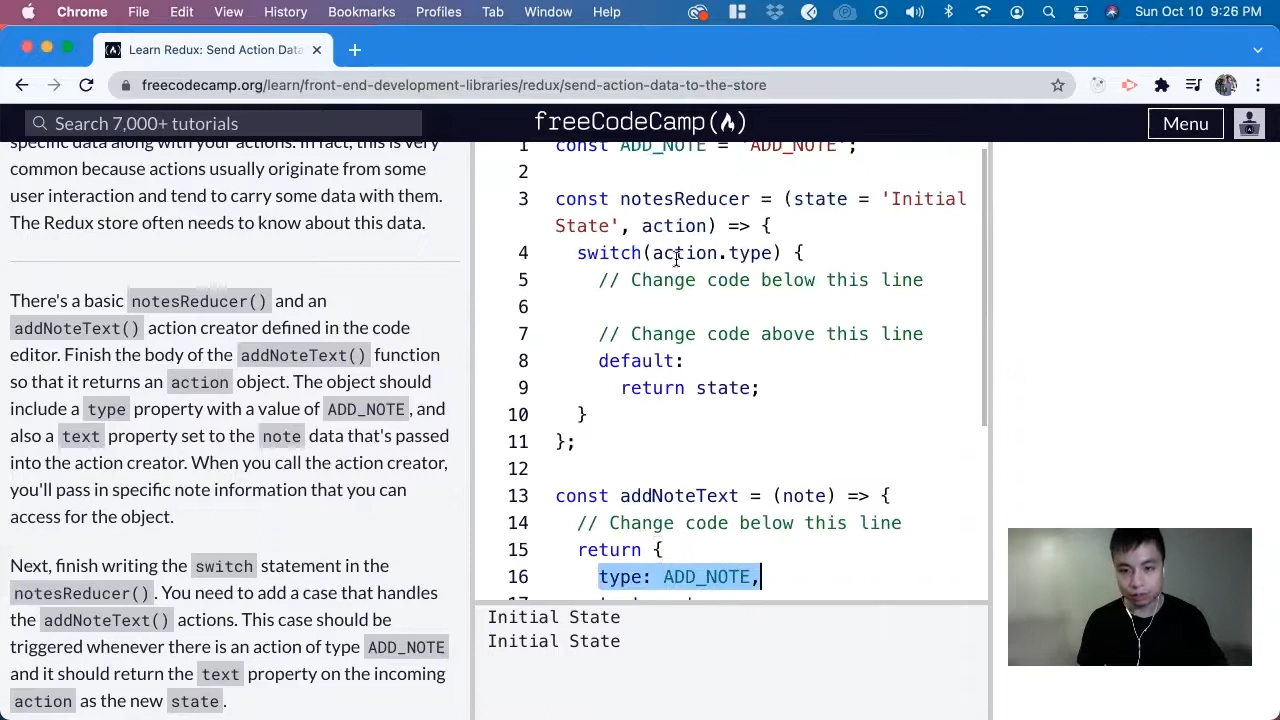 Chrome File Edit View History Bookmarks Profiles Tab Window Help Sun Oct 10 9:26 PM
Learn Redux: Send Action Data
freecodecamp.org/learn/front-end-development-libraries/redux/send-action-data-to-the-store
Search 7,000+ tutorials
freeCodeCamp
Menu
specific data along with your actions. In fact, this is very
common because actions usually originate from some
user interaction and tend to carry some data with them.
The Redux store often needs to know about this data.
There's a basic notesReducer() and an
addNoteText() action creator defined in the code
editor. Finish the body of the addNoteText() function
so that it returns an action object. The object should
include a type property with a value of ADD_NOTE, and
also a text property set to the note data that's passed
into the action creator. When you call the action creator,
you'll pass in specific note information that you can
access for the object.
Next, finish writing the switch statement in the
notesReducer(). You need to add a case that handles
the addNoteText() actions. This case should be
triggered whenever there is an action of type ADD_NOTE
and it should return the text property on the incoming
action as the new state.
1 const ADD_NOTE = 'ADD_NOTE';
2
3 const notesReducer = (state = 'Initial
State', action) => {
4 switch(action.type) {
5 // Change code below this line
6
7 // Change code above this line
8 default:
9 return state;
10 }
11 };
12
13 const addNoteText = (note) => {
14 // Change code below this line
15 return {
16 type: ADD_NOTE,
Initial State
Initial State